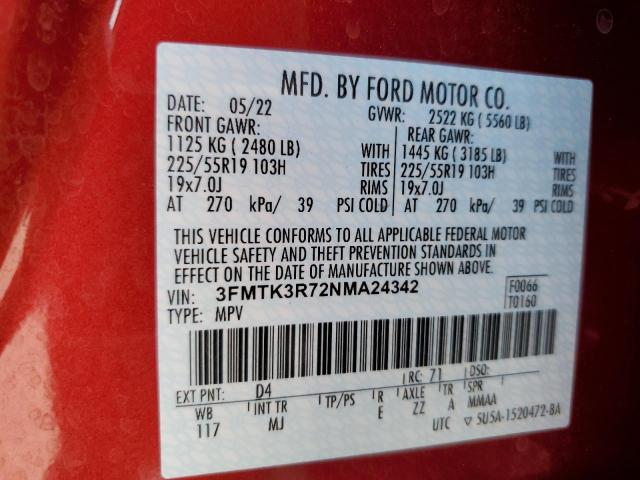 MFD. BY FORD MOTOR CO.
DATE: 05/22 GVWR: 2522 KG ( 5560 LB)
FRONT GAWR: REAR GAWR:
1125 KG ( 2480 LB) WITH 1445 KG ( 3185 LB) WITH
225/55R19 103H TIRES 225/55R19 103H TIRES
19x7.0J RIMS 19x7.0J RIMS
AT 270 kPa/ 39 PSI COLD AT 270 kPa/ 39 PSI COLD
THIS VEHICLE CONFORMS TO ALL APPLICABLE FEDERAL MOTOR
VEHICLE SAFETY AND THEFT PREVENTION STANDARDS IN
EFFECT ON THE DATE OF MANUFACTURE SHOWN ABOVE.
VIN: 3FMTK3R72NMA24342 F0066
TYPE: MPV T0160
EXT PNT: D4 RC: 71 DSO:
WB INT TR TP/PS R AXLE TR SPR
117 MJ E ZZ A MMAA
UTC ▽ 5U5A-1520472-BA